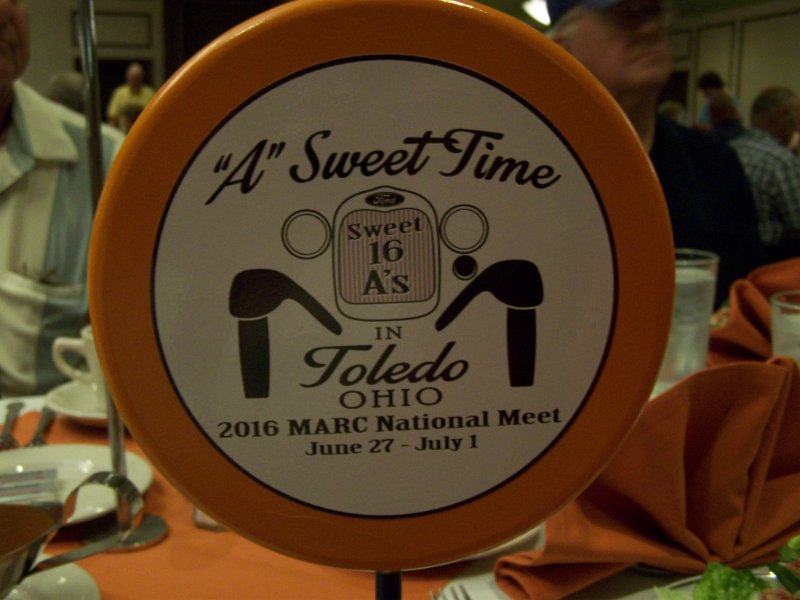 "A" Sweet Time
Ford
Sweet
16
A's
IN
Toledo
OHIO
2016 MARC National Meet
June 27 - July 1